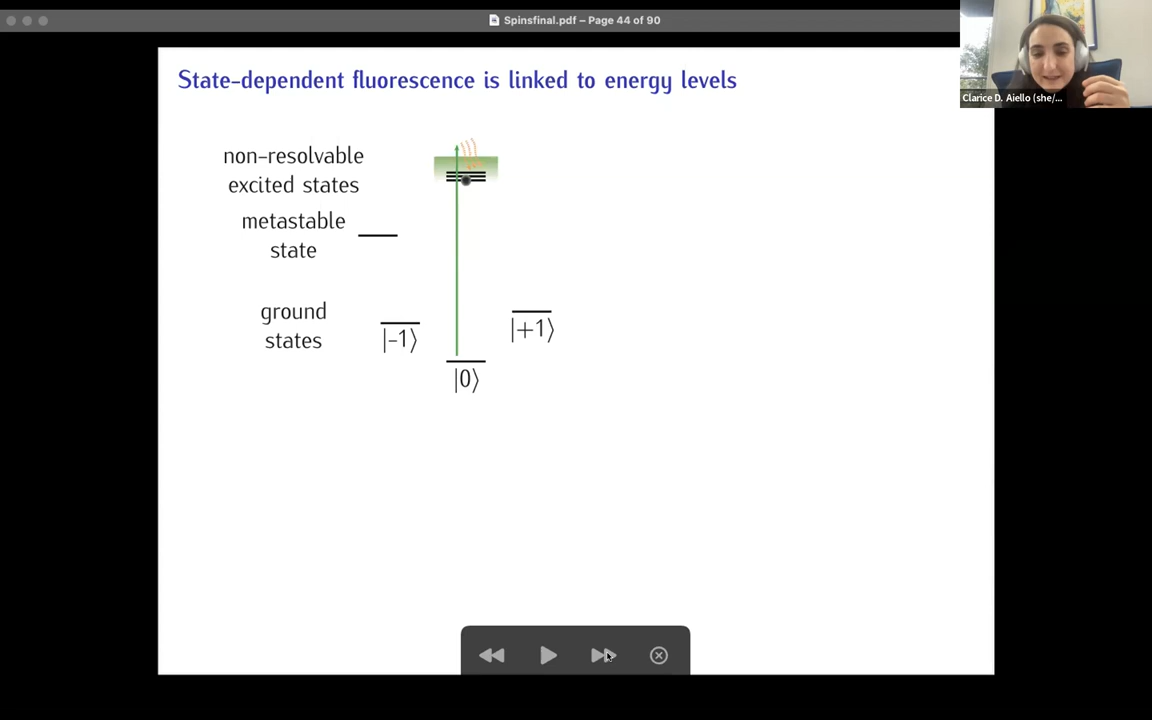 Spinsfinal.pdf – Page 44 of 90
Clarice D. Aiello (she/...
State-dependent fluorescence is linked to energy levels
non-resolvable
excited states
metastable
state
ground
states
|-1⟩
|+1⟩
|0⟩